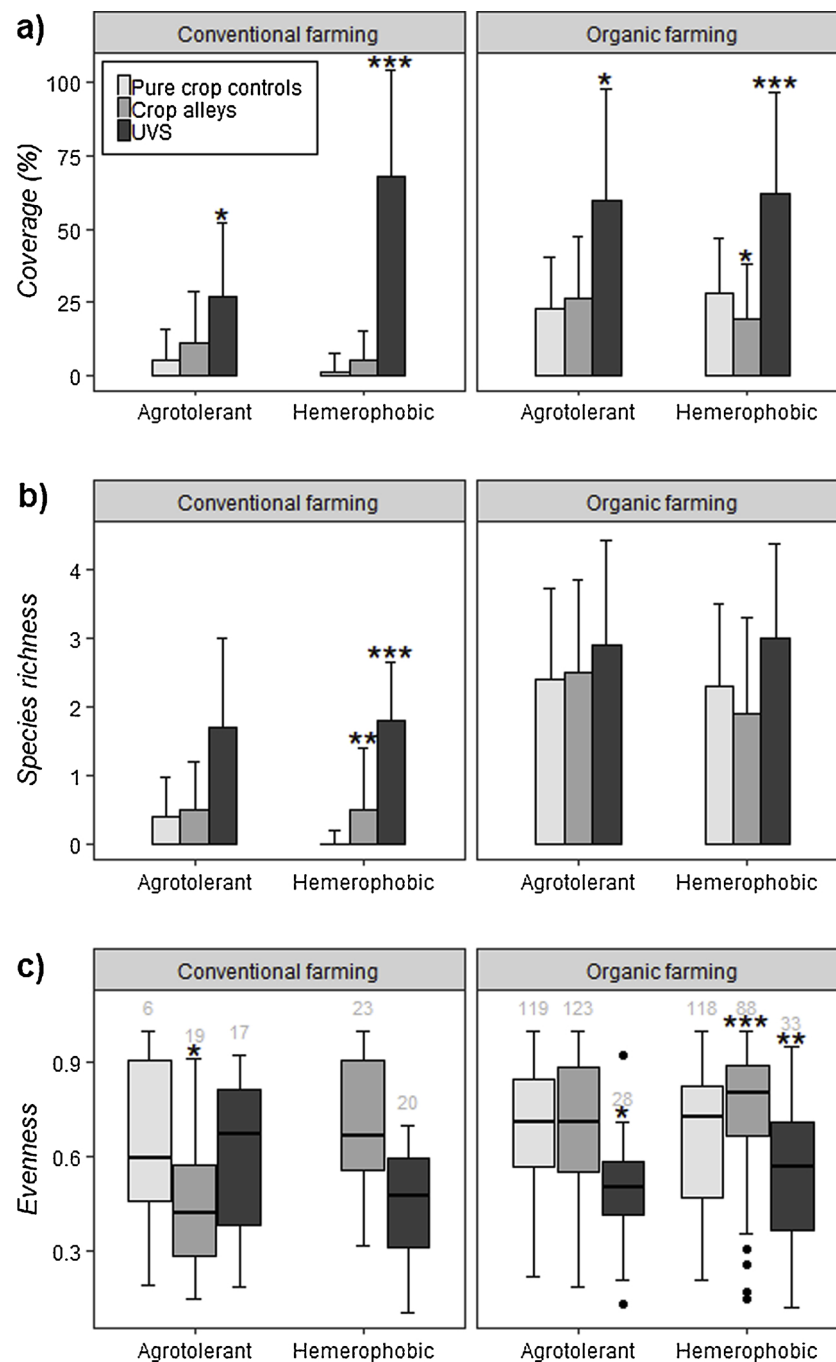 a)
Conventional farming
Organic farming
Pure crop controls
Crop alleys
UVS
Coverage (%)
100
75
50
25
0
*
***
*
*
***
Agrotolerant
Hemerophobic
Agrotolerant
Hemerophobic
b)
Conventional farming
Organic farming
Species richness
4
3
2
1
0
**
***
Agrotolerant
Hemerophobic
Agrotolerant
Hemerophobic
c)
Conventional farming
Organic farming
Evenness
0.9
0.6
0.3
6
19
*
17
23
20
119
123
28
*
118
88
***
33
**
Agrotolerant
Hemerophobic
Agrotolerant
Hemerophobic